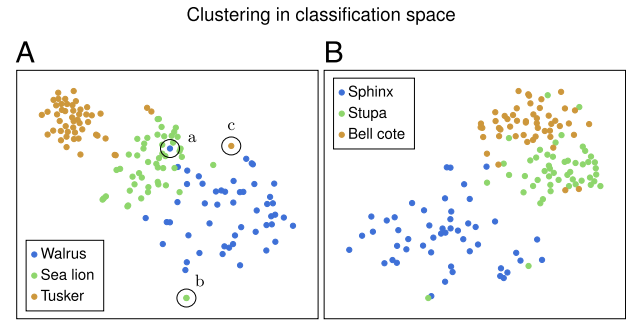 Clustering in classification space
A
B
a
c
b
Walrus
Sea lion
Tusker
Sphinx
Stupa
Bell cote